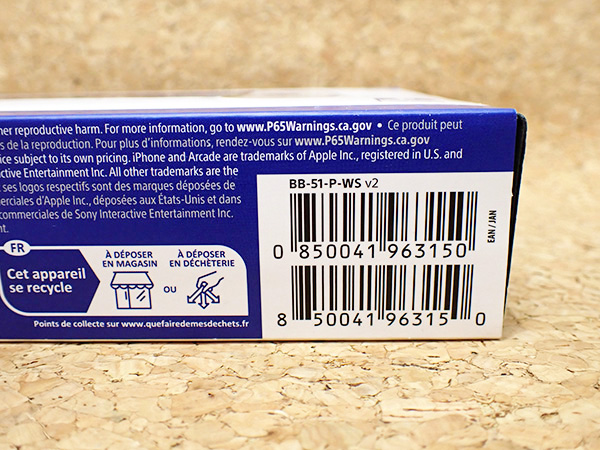 her reproductive harm. For more information, go to www.P65Warnings.ca.gov • Ce produit peut
s de la reproduction. Pour plus d'informations, rendez-vous sur www.P65Warnings.ca.gov
ice subject to its own pricing. iPhone and Arcade are trademarks of Apple Inc., registered in U.S. and
active Entertainment Inc. All other trademarks are the
t ses logos respectifs sont des marques déposées de
mmerciales d'Apple Inc., déposées aux États-Unis et dans
commerciales de Sony Interactive Entertainment Inc.
nt.
FR
Cet appareil
se recycle
À DÉPOSER
EN MAGASIN
OU
À DÉPOSER
EN DÉCHÈTERIE
Points de collecte sur www.quefairedemesdechets.fr
BB-51-P-WS v2
0 850041 963150
EAN / JAN
8 50041 96315 0